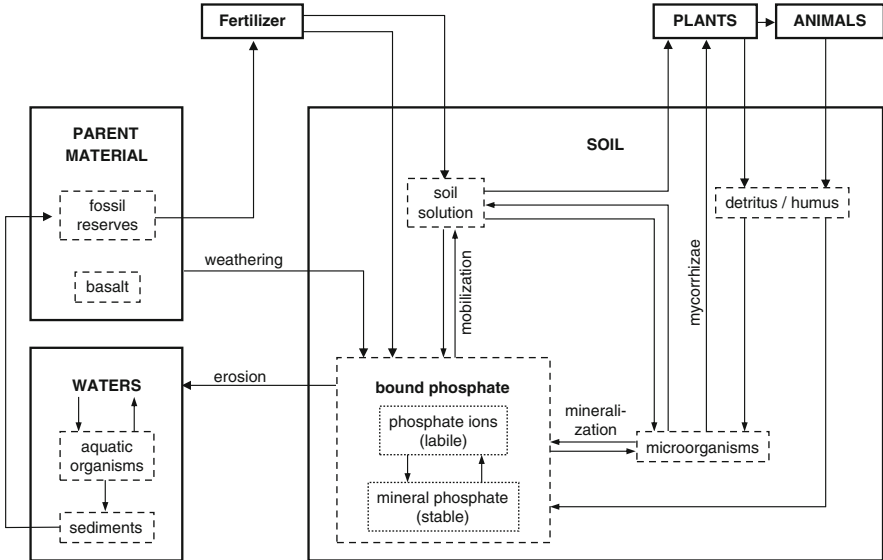 Fertilizer
PLANTS
ANIMALS
PARENT
MATERIAL
fossil
reserves
basalt
weathering
SOIL
soil
solution
detritus / humus
mobilization
mycorrhizae
WATERS
aquatic
organisms
sediments
erosion
bound phosphate
phosphate ions
(labile)
mineral phosphate
(stable)
minerali-
zation
microorganisms